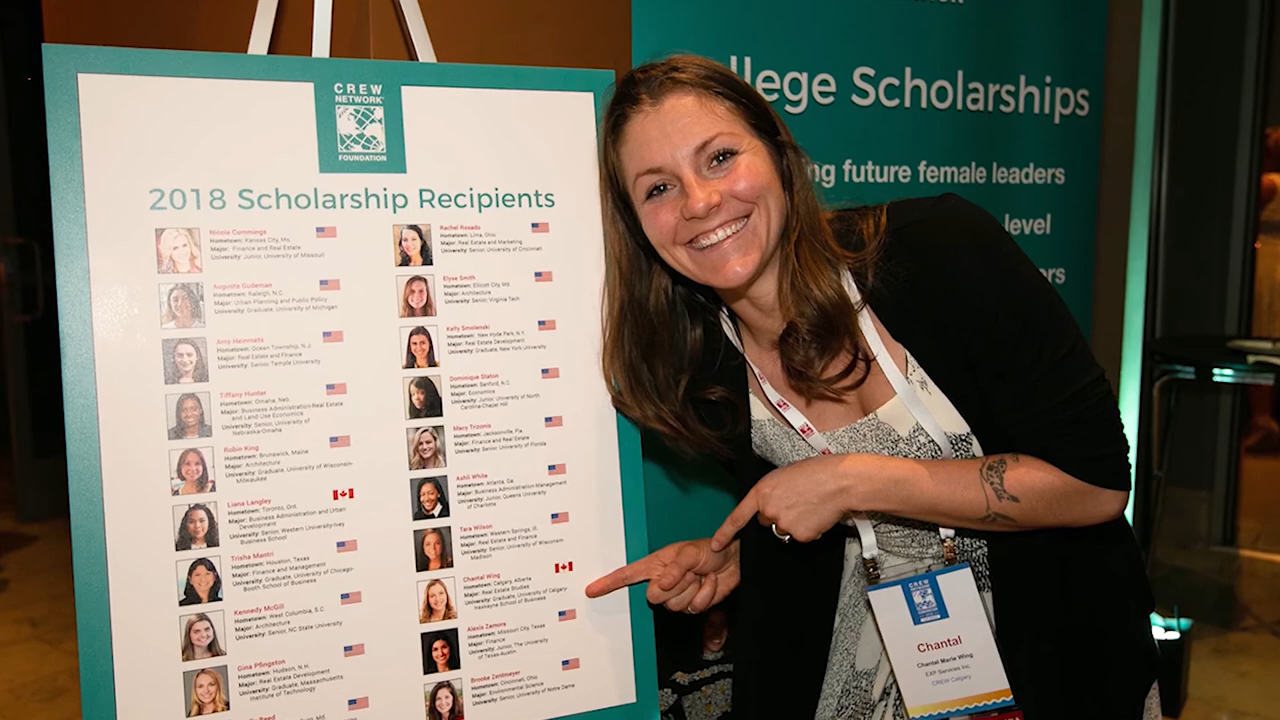 CREW
NETWORK
FOUNDATION
2018 Scholarship Recipients
Nicole Cummings
Hometown: Kansas City, Mo.
Major: Finance and Real Estate
University: Junior, University of Missouri
Augusta Gudeman
Hometown: Raleigh, N.C.
Major: Urban Planning and Public Policy
University: Graduate, University of Michigan
Amy Heinmets
Hometown: Ocean Township, N.J.
Major: Real Estate and Finance
University: Senior, Temple University
Tiffany Hunter
Hometown: Omaha, Neb.
Major: Business Administration-Real Estate
and Land Use Economics
University: Senior, University of
Nebraska-Omaha
Robin King
Hometown: Brunswick, Maine
Major: Architecture
University: Graduate, University of Wisconsin-
Milwaukee
Liana Langley
Hometown: Toronto, Ont.
Major: Business Administration and Urban
Development
University: Senior, Western University-Ivey
Business School
Trisha Mantri
Hometown: Houston, Texas
Major: Finance and Management
University: Graduate, University of Chicago-
Booth School of Business
Kennedy McGill
Hometown: West Columbia, S.C.
Major: Architecture
University: Senior, NC State University
Gina Pfingston
Hometown: Hudson, N.H.
Major: Real Estate Development
University: Graduate, Massachusetts
Institute of Technology
Reed
Rachel Rosado
Hometown: Lima, Ohio
Major: Real Estate and Marketing
University: Senior, University of Cincinnati
Elyse Smith
Hometown: Ellicott City, Md.
Major: Architecture
University: Senior, Virginia Tech
Kelly Smolenski
Hometown: New Hyde Park, N.Y.
Major: Real Estate Development
University: Graduate, New York University
Dominique Staton
Hometown: Sanford, N.C.
Major: Economics
University: Junior, University of North
Carolina-Chapel Hill
Macy Trizonis
Hometown: Jacksonville, Fla
Major: Finance and Real Estate
University: Senior, University of Florida
Ashli White
Hometown: Atlanta, Ga
Major: Business Administration-Management
University: Junior, Queens University
of Charlotte
Tara Wilson
Hometown: Western Springs, Ill.
Major: Real Estate and Finance
University: Senior, University of Wisconsin-
Madison
Chantal Wing
Hometown: Calgary, Alberta
Major: Real Estate Studies
University: Graduate, University of Calgary-
Haskayne School of Business
Alexis Zamora
Hometown: Missouri City, Texas
Major: Finance
University: Junior, The University
of Texas-Austin
Brooke Zentmeyer
Hometown: Cincinnati, Ohio
Major: Environmental Science
University: Senior, University of Notre Dame
llege Scholarships
ng future female leaders
level
ers
CREW
NETWORK
Chantal
Chantal Marie Wing
EXP Services Inc.
CREW Calgary